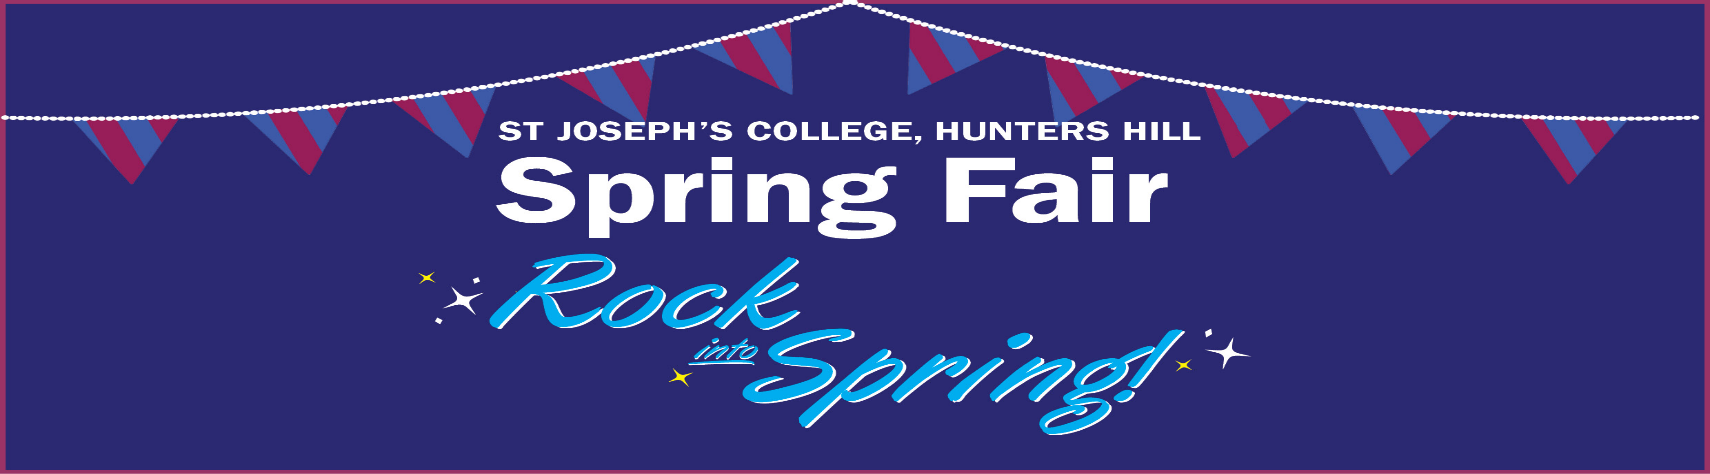 ST JOSEPH'S COLLEGE, HUNTERS HILL
Spring Fair
Rock
into
Spring!